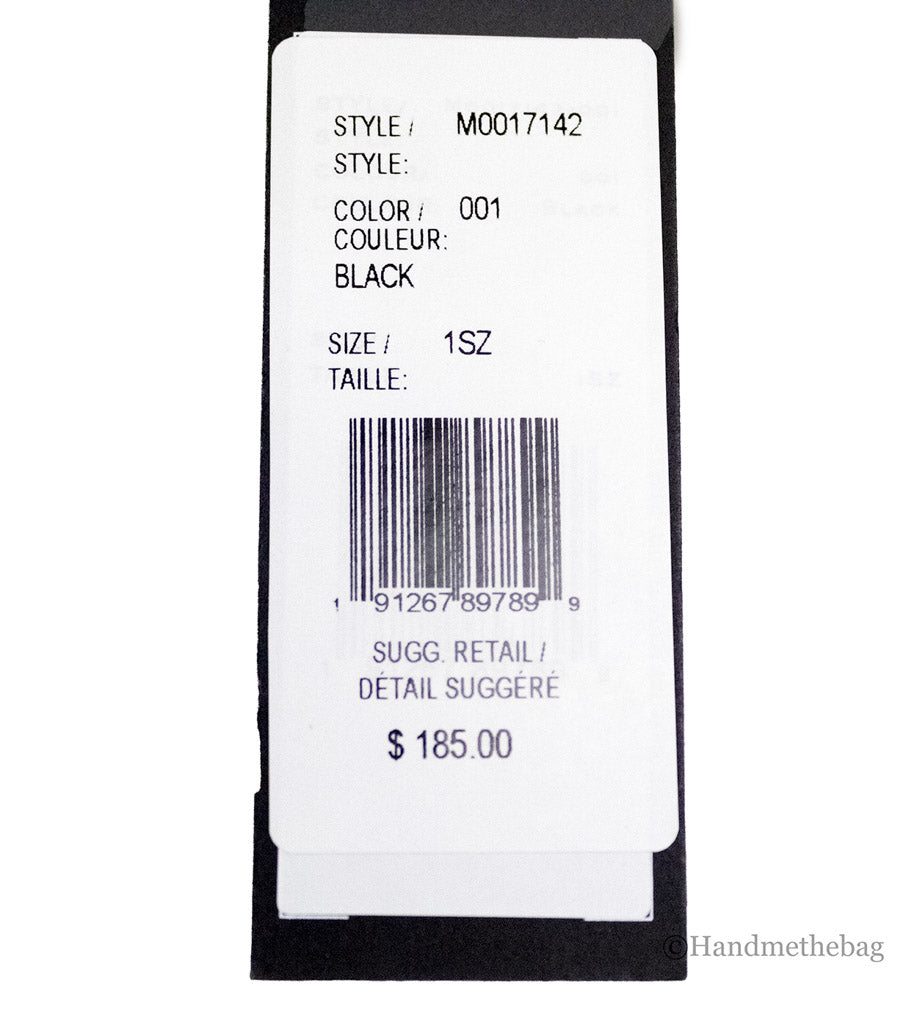 STYLE / M0017142
STYLE:
COLOR / 001
COULEUR:
BLACK
SIZE / 1SZ
TAILLE:
1 91267 89789 9
SUGG. RETAIL /
DÉTAIL SUGGÉRÉ
$ 185.00
©Handmethebag